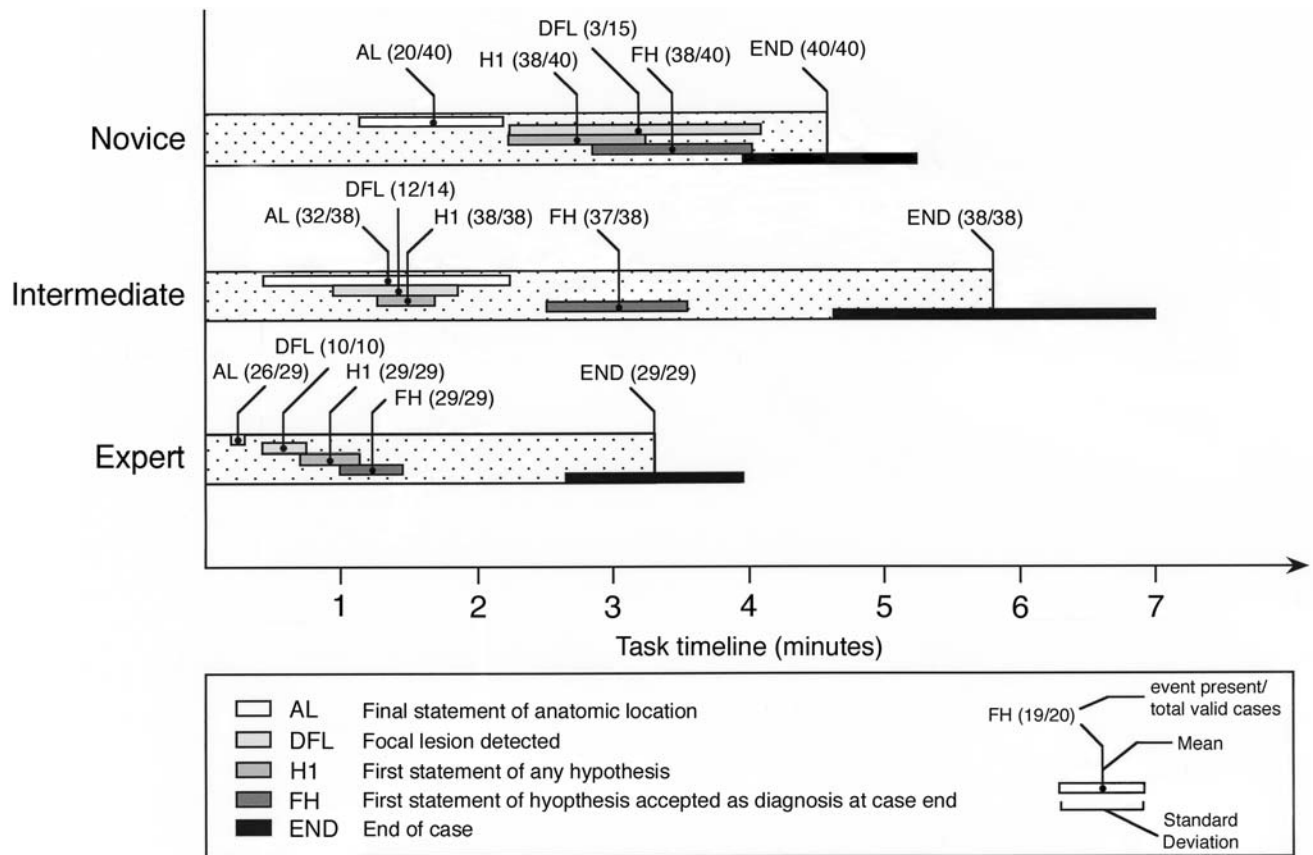 DFL (3/15)
AL (20/40)
H1 (38/40)
FH (38/40)
END (40/40)
Novice
DFL (12/14)
AL (32/38)
H1 (38/38)
FH (37/38)
END (38/38)
Intermediate
DFL (10/10)
AL (26/29)
H1 (29/29)
END (29/29)
FH (29/29)
Expert
1 2 3 4 5 6 7
Task timeline (minutes)
AL Final statement of anatomic location
DFL Focal lesion detected
H1 First statement of any hypothesis
FH First statement of hyopthesis accepted as diagnosis at case end
END End of case
event present/
total valid cases
FH (19/20)
Mean
Standard
Deviation